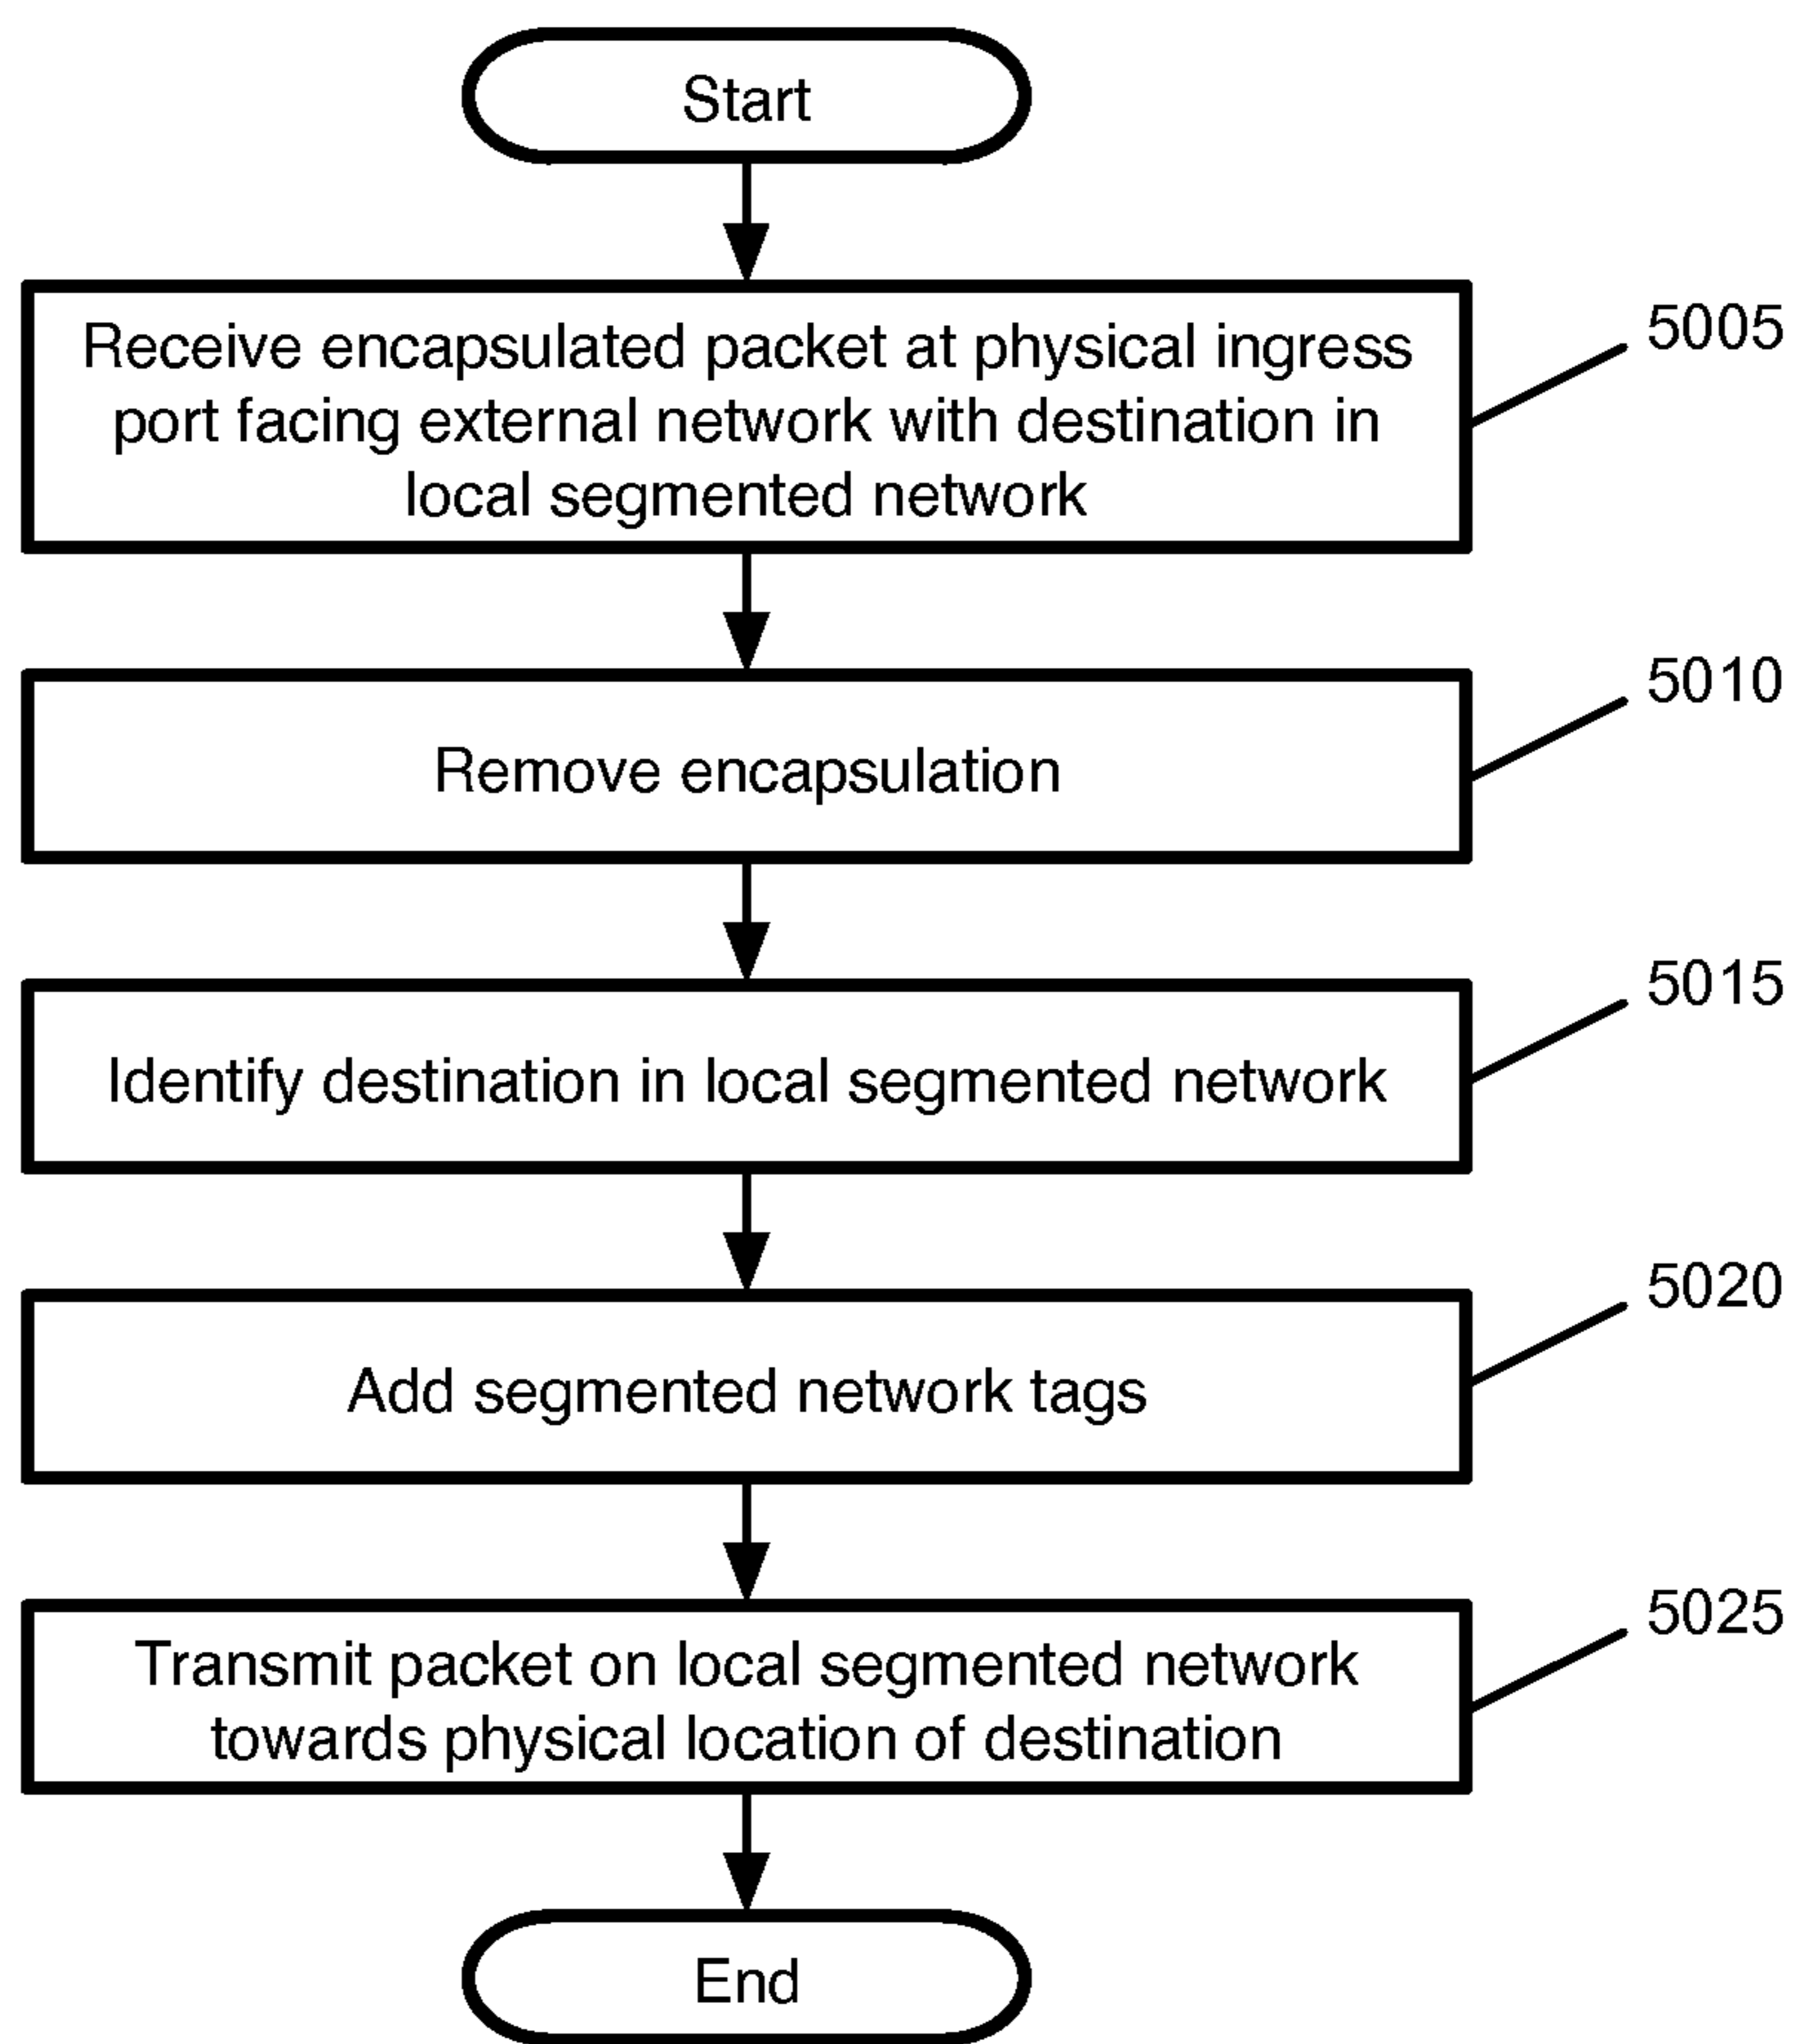 Start
Receive encapsulated packet at physical ingress
port facing external network with destination in
local segmented network
5005
Remove encapsulation
5010
Identify destination in local segmented network
5015
Add segmented network tags
5020
Transmit packet on local segmented network
towards physical location of destination
5025
End